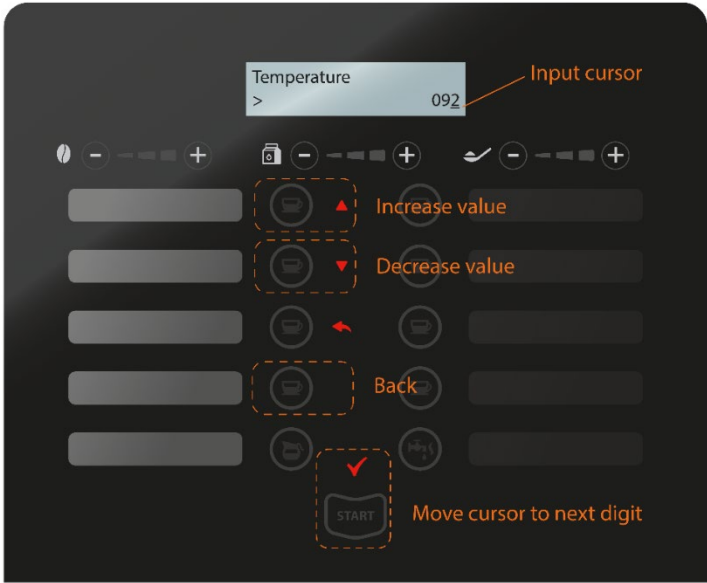 Temperature
> 092
Input cursor
Increase value
Decrease value
Back
START
Move cursor to next digit